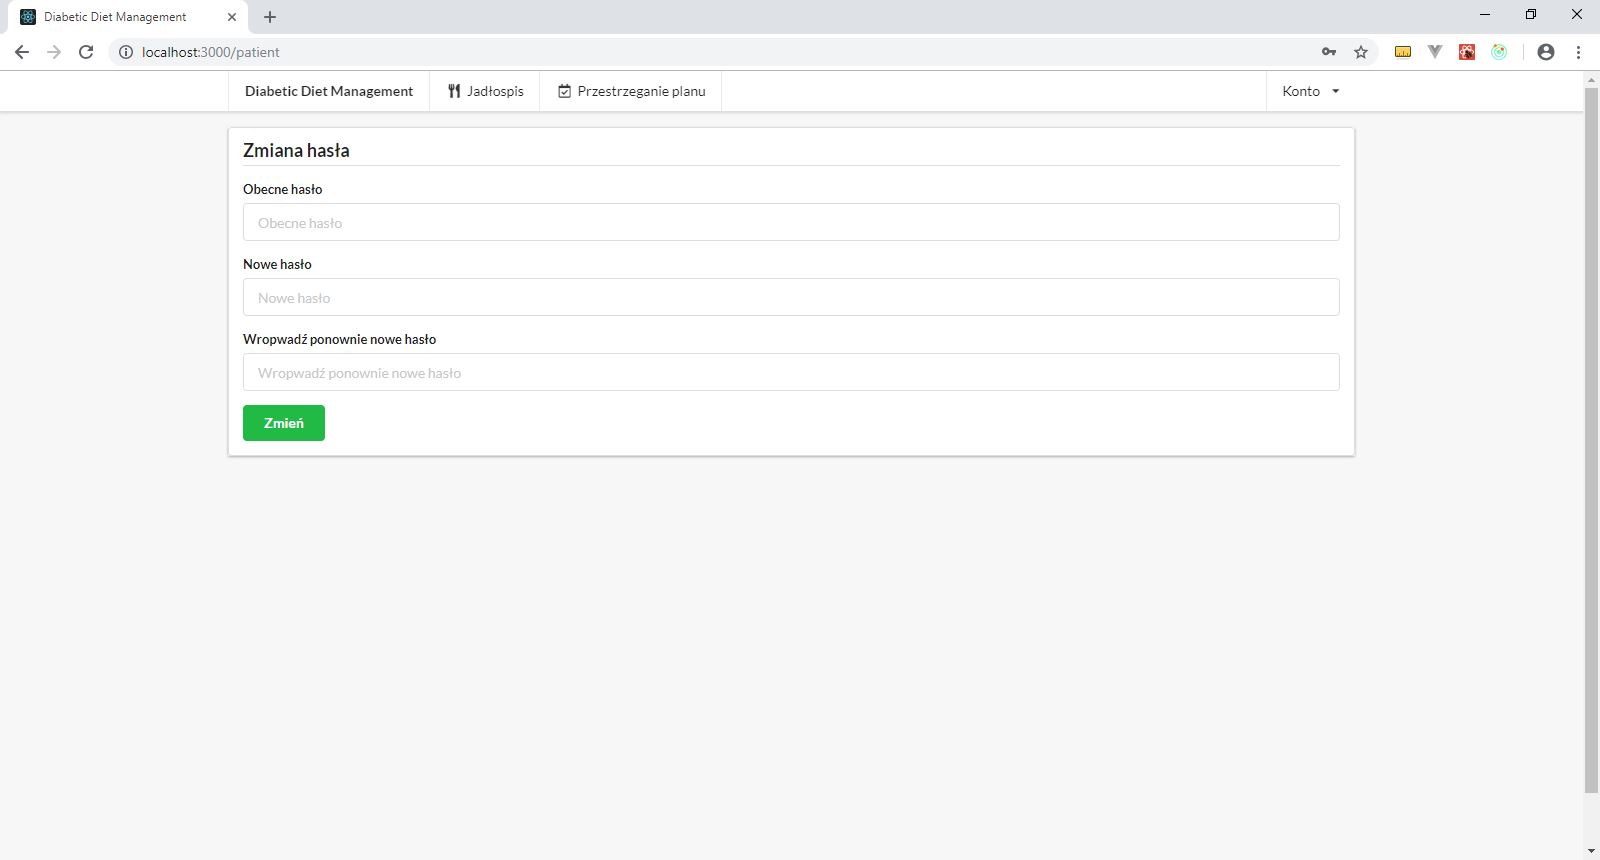 Diabetic Diet Management
localhost:3000/patient
Diabetic Diet Management Jadłospis Przestrzeganie planu Konto
Zmiana hasła
Obecne hasło
Obecne hasło
Nowe hasło
Nowe hasło
Wropwadź ponownie nowe hasło
Wropwadź ponownie nowe hasło
Zmień